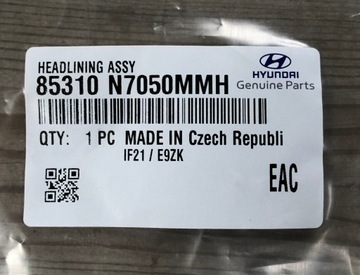 HEADLINING ASSY
85310 N7050MMH
HYUNDAI
Genuine Parts
QTY: 1 PC MADE IN Czech Republi
IF21 / E9ZK
EAC